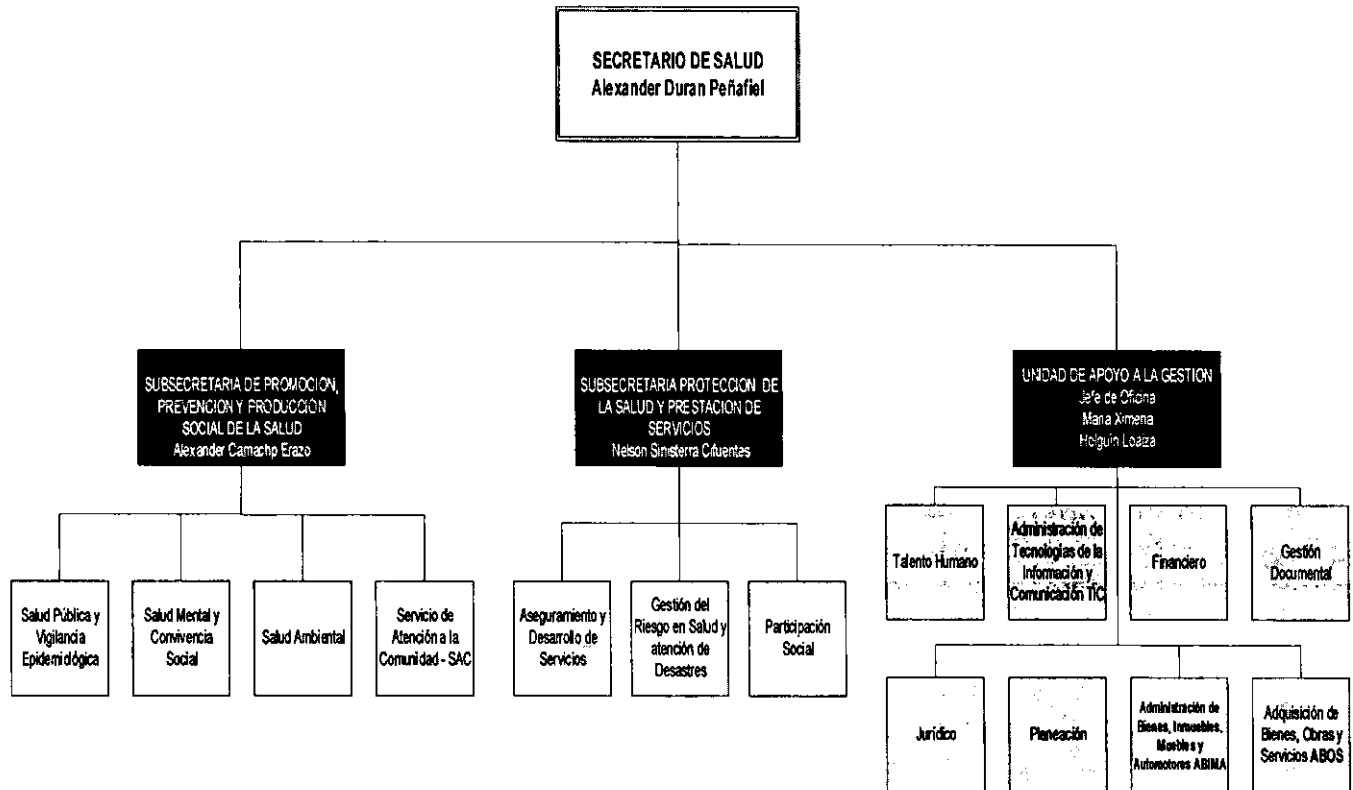 SECRETARIO DE SALUD
Alexander Duran Peñafiel
SUBSECRETARIA DE PROMOCION,
PREVENCION Y PRODUCCION
SOCIAL DE LA SALUD
Alexander Camacho Erazo
SUBSECRETARIA PROTECCION DE
LA SALUD Y PRESTACION DE
SERVICIOS
Nelson Sinisterra Cifuentes
UNIDAD DE APOYO A LA GESTION
Jefe de Oficina
Maria Ximena
Holguin Loaiza
Salud Pública y
Vigilancia
Epidemiológica
Salud Mental y
Convivencia
Social
Salud Ambiental
Servicio de
Atención a la
Comunidad - SAC
Aseguramiento y
Desarrollo de
Servicios
Gestión del
Riesgo en Salud y
atención de
Desastres
Participación
Social
Talento Humano
Administración de
Tecnologías de la
Información y
Comunicación TIC
Financiero
Gestión
Documental
Jurídico
Planeación
Administración de
Bienes, Inmuebles,
Muebles y
Automotores ABIMA
Adquisición de
Bienes, Obras y
Servicios ABOS